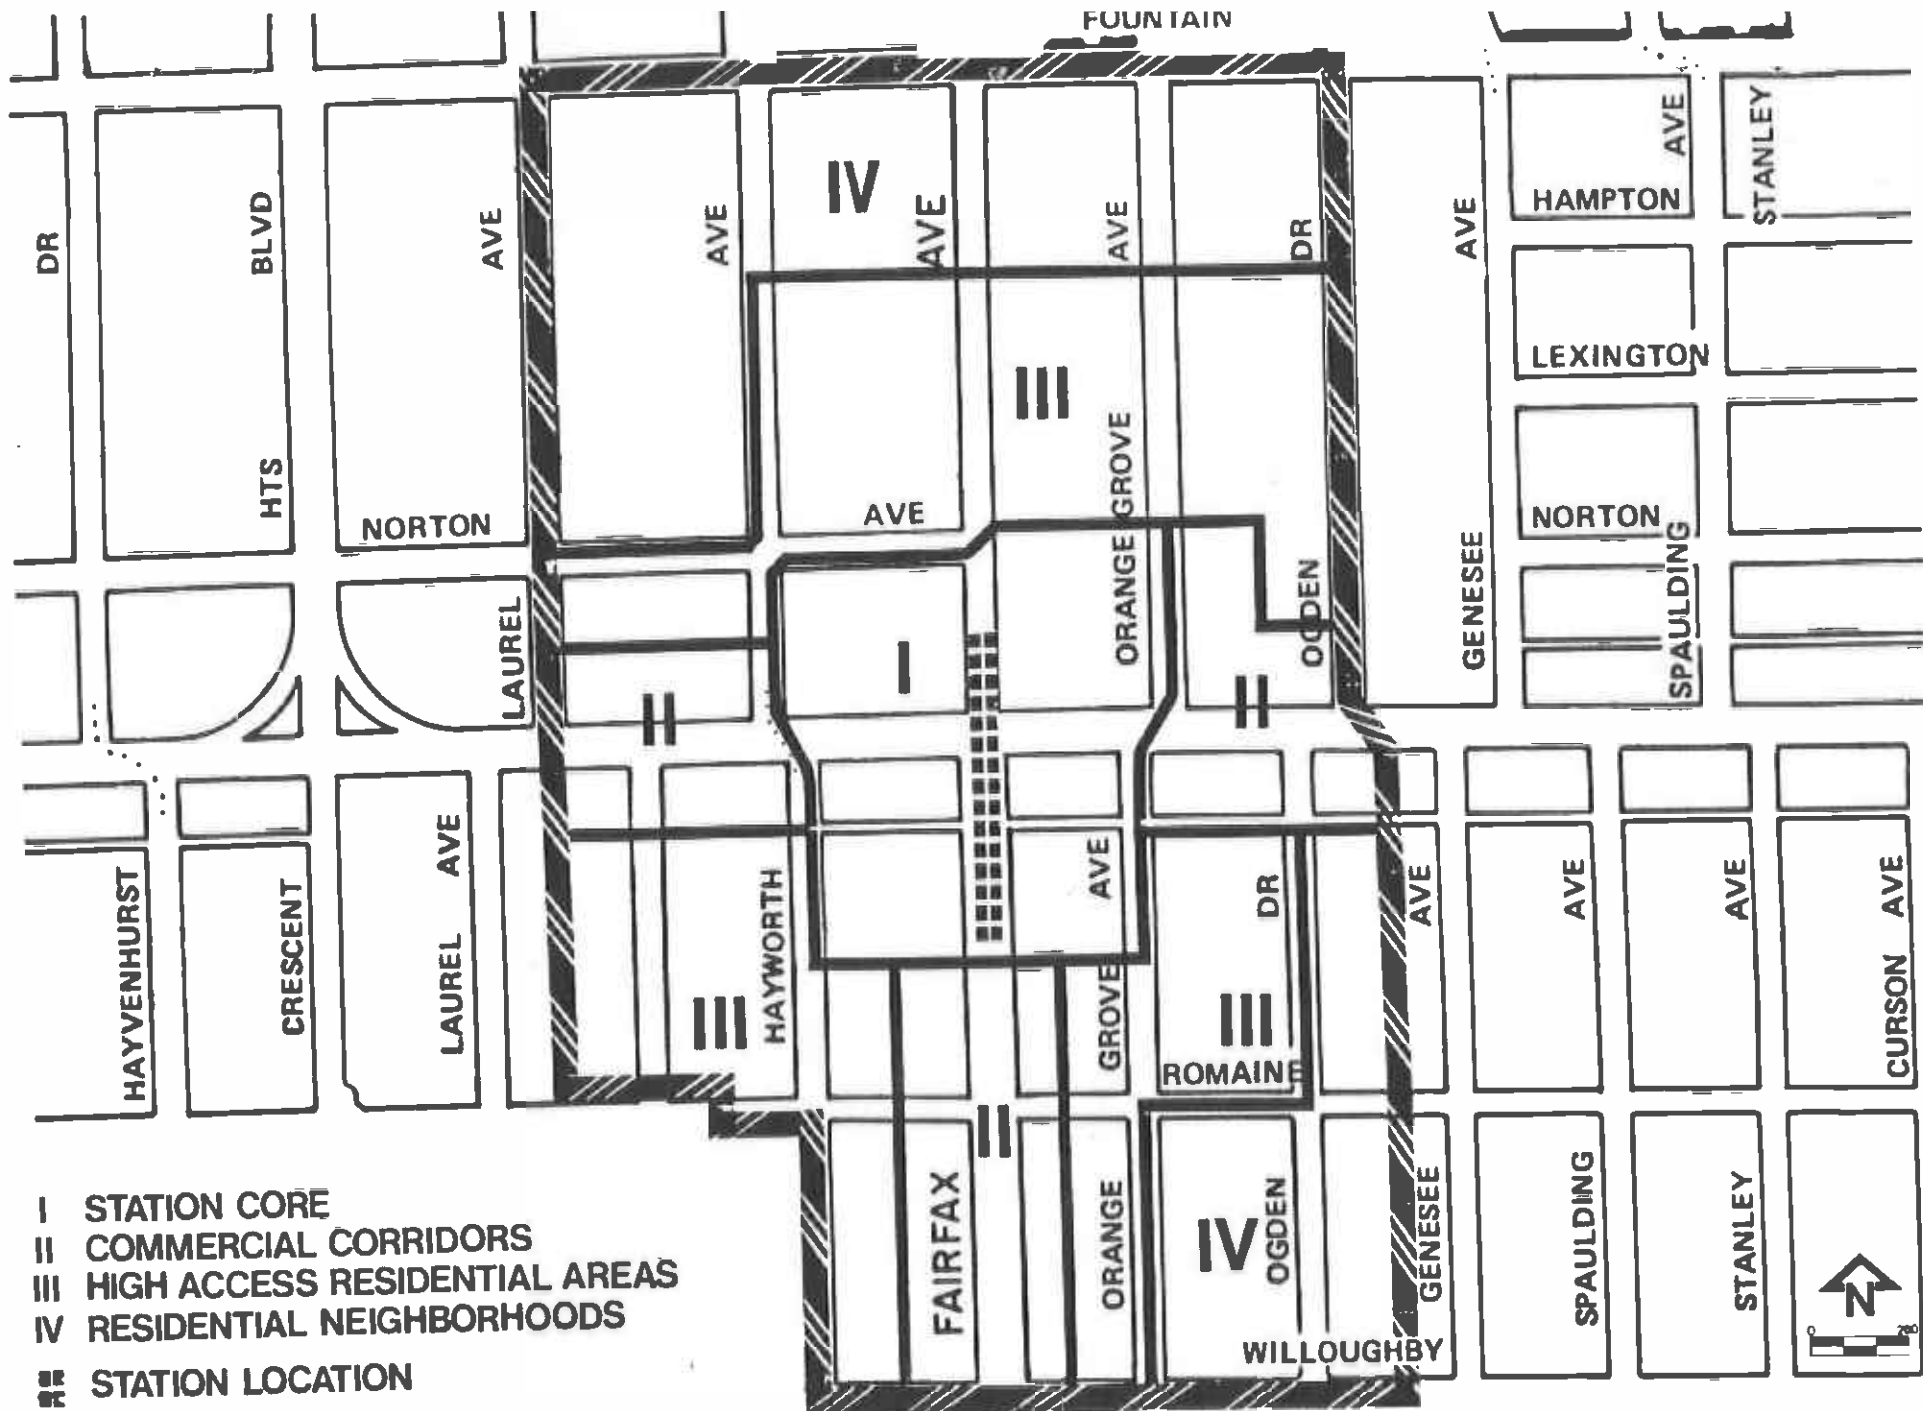 FOUNTAIN
DR
BLVD
HTS
AVE
NORTON
LAUREL
AVE
IV
AVE
AVE
DR
AVE
AVE
STANLEY
HAMPTON
LEXINGTON
NORTON
SPAULDING
III
ORANGE GROVE
AVE
OGDEN
GENESEE
I
II
II
HAYVENHURST
CRESCENT
LAUREL AVE
HAYWORTH
III
AVE
GROVE
DR
III
ROMAINE
AVE
AVE
AVE
CURSON AVE
II
FAIRFAX
ORANGE
IV
OGDEN
GENESEE
SPAULDING
STANLEY
WILLOUGHBY
N
0
I STATION CORE
II COMMERCIAL CORRIDORS
III HIGH ACCESS RESIDENTIAL AREAS
IV RESIDENTIAL NEIGHBORHOODS
STATION LOCATION